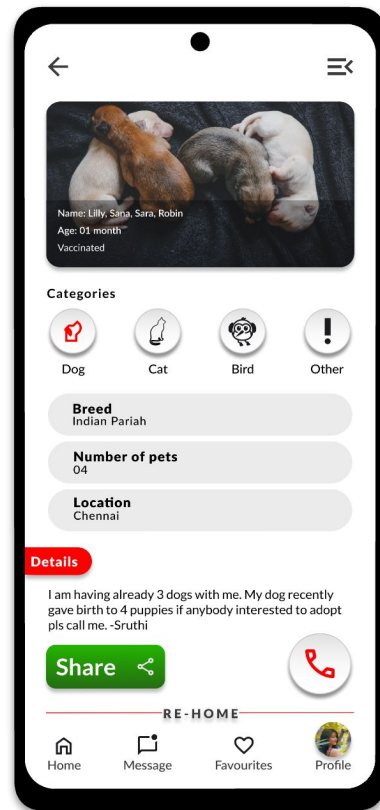 Name: Lilly, Sana, Sara, Robin
Age: 01 month
Vaccinated
Categories
Dog Cat Bird Other
Breed
Indian Pariah
Number of pets
04
Location
Chennai
Details
I am having already 3 dogs with me. My dog recently
gave birth to 4 puppies if anybody interested to adopt
pls call me. -Sruthi
Share
RE-HOME
Home Message Favourites Profile